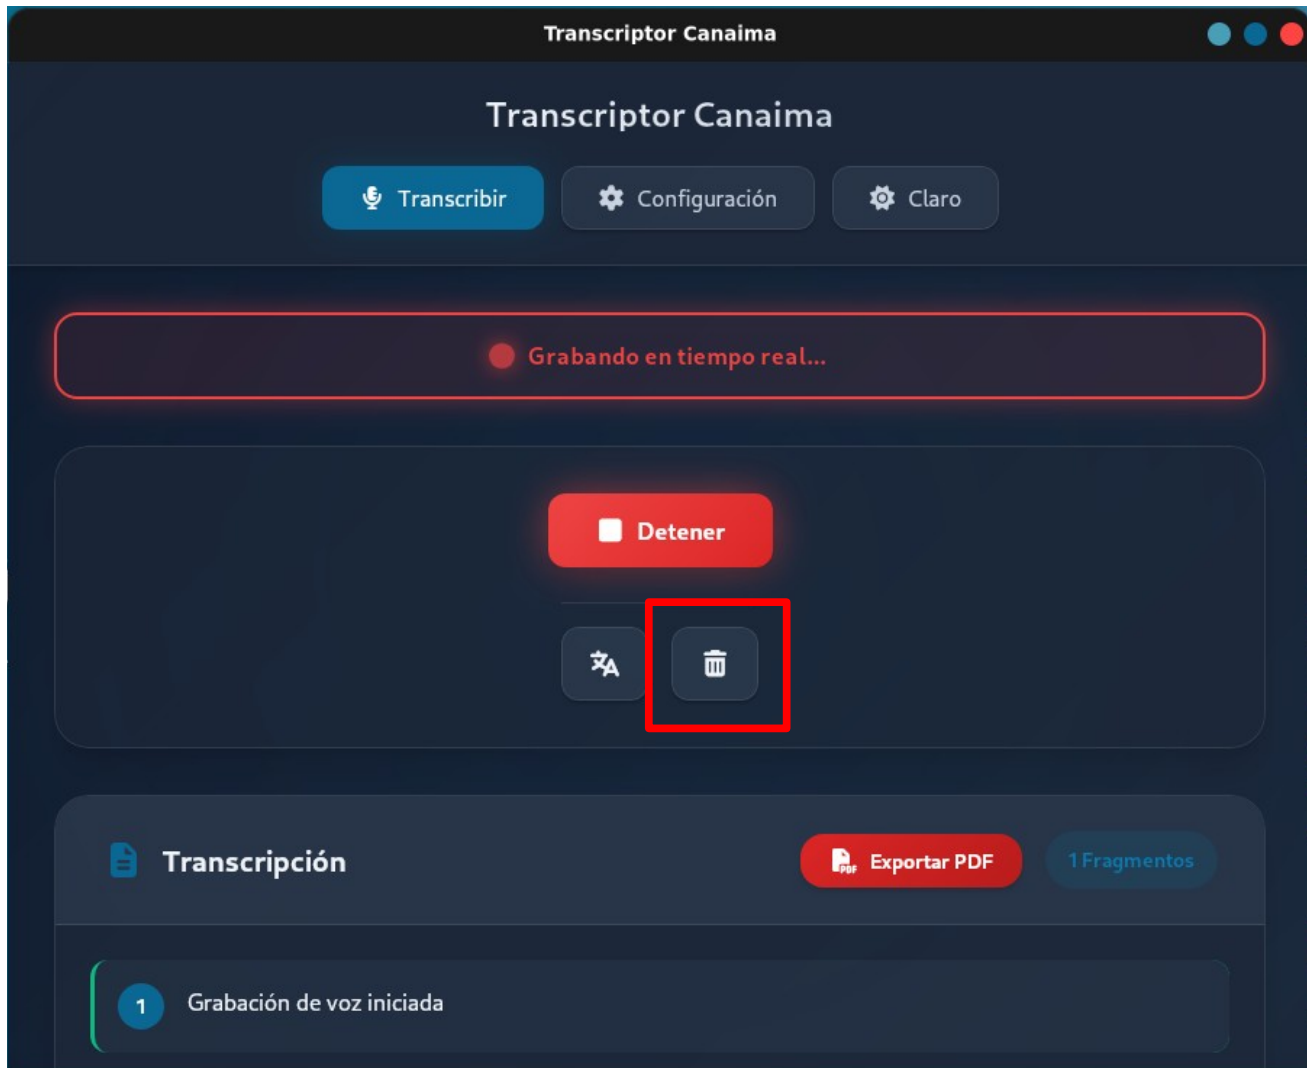 Transcriptor Canaima
Transcriptor Canaima
Transcribir
Configuración
Claro
Grabando en tiempo real...
Detener
Transcripción
Exportar PDF
1 Fragmentos
1
Grabación de voz iniciada